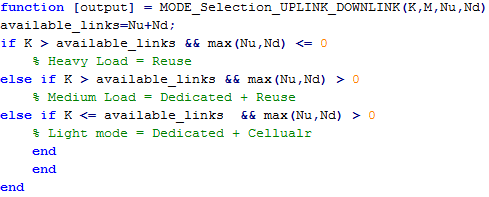 function [output] = MODE_Selection_UPLINK_DOWNLINK(K,M,Nu,Nd)
available_links=Nu+Nd;
if K > available_links && max(Nu,Nd) <= 0
    % Heavy Load = Reuse
else if K > available_links && max(Nu,Nd) > 0
    % Medium Load = Dedicated + Reuse
else if K <= available_links  && max(Nu,Nd) > 0
    % Light mode = Dedicated + Cellualr
    end
    end
end